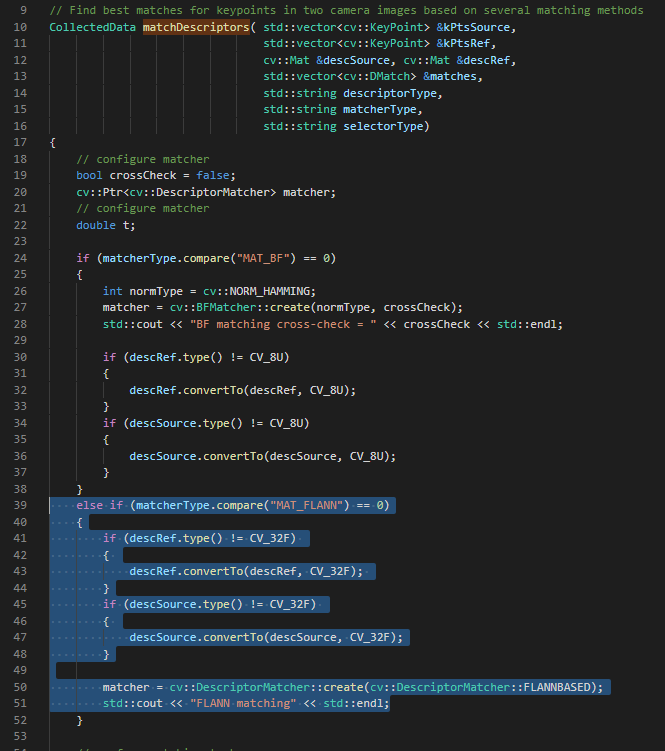 9 // Find best matches for keypoints in two camera images based on several matching methods
10 CollectedData matchDescriptors( std::vector<cv::KeyPoint> &kPtsSource,
11 std::vector<cv::KeyPoint> &kPtsRef,
12 cv::Mat &descSource, cv::Mat &descRef,
13 std::vector<cv::DMatch> &matches,
14 std::string descriptorType,
15 std::string matcherType,
16 std::string selectorType)
17 {
18 // configure matcher
19 bool crossCheck = false;
20 cv::Ptr<cv::DescriptorMatcher> matcher;
21 // configure matcher
22 double t;
23
24 if (matcherType.compare("MAT_BF") == 0)
25 {
26 int normType = cv::NORM_HAMMING;
27 matcher = cv::BFMatcher::create(normType, crossCheck);
28 std::cout << "BF matching cross-check = " << crossCheck << std::endl;
29
30 if (descRef.type() != CV_8U)
31 {
32 descRef.convertTo(descRef, CV_8U);
33 }
34 if (descSource.type() != CV_8U)
35 {
36 descSource.convertTo(descSource, CV_8U);
37 }
38 }
39 else if (matcherType.compare("MAT_FLANN") == 0)
40 {
41 if (descRef.type() != CV_32F)
42 {
43 descRef.convertTo(descRef, CV_32F);
44 }
45 if (descSource.type() != CV_32F)
46 {
47 descSource.convertTo(descSource, CV_32F);
48 }
49
50 matcher = cv::DescriptorMatcher::create(cv::DescriptorMatcher::FLANNBASED);
51 std::cout << "FLANN matching" << std::endl;
52 }
53